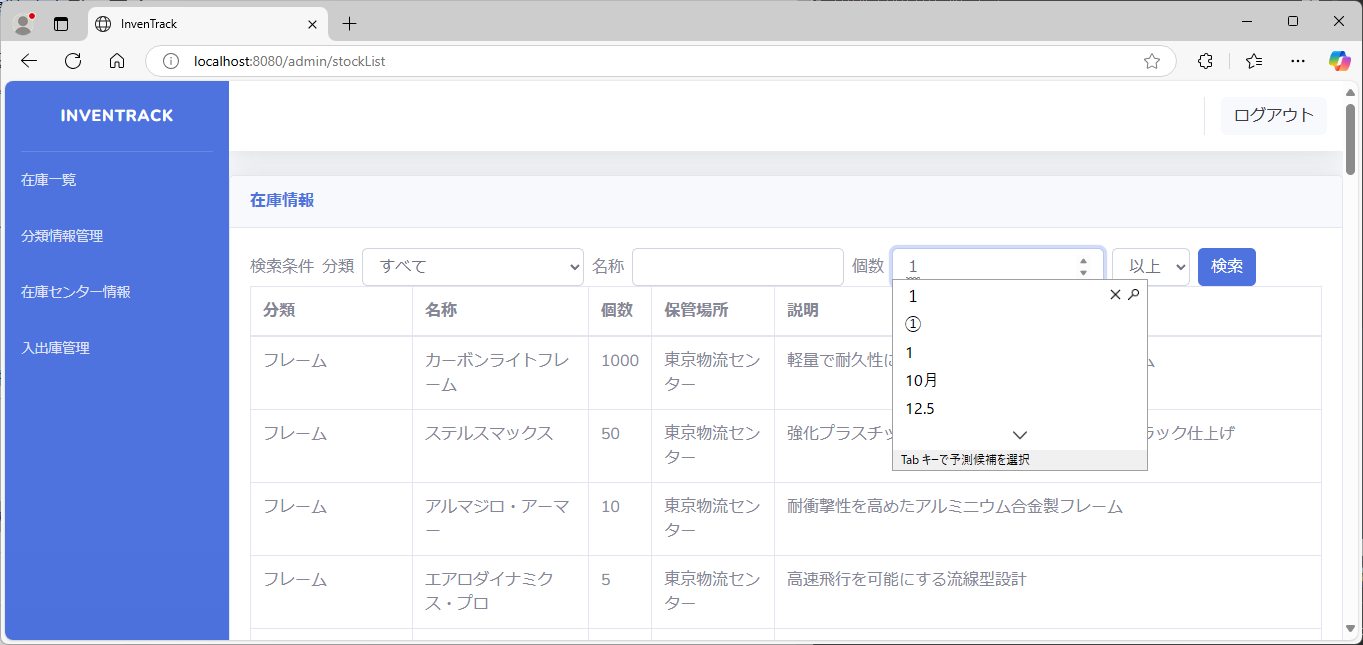 InvenTrack
localhost:8080/admin/stockList
INVENTRACK
ログアウト
在庫一覧
分類情報管理
在庫センター情報
入出庫管理
在庫情報
検索条件 分類 すべて 名称 個数 1 以上 検索
1
①
1
10月
12.5
Tab キーで予測候補を選択
分類 名称 個数 保管場所 説明
フレーム カーボンライトフレ 1000 東京物流セン 軽量で耐久性に
ーム ター
フレーム ステルスマックス 50 東京物流セン 強化プラスチッ ラック仕上げ
ター
フレーム アルマジロ・アーマ 10 東京物流セン 耐衝撃性を高めたアルミニウム合金製フレーム
ー ター
フレーム エアロダイナミク 5 東京物流セン 高速飛行を可能にする流線型設計
ス・プロ ター